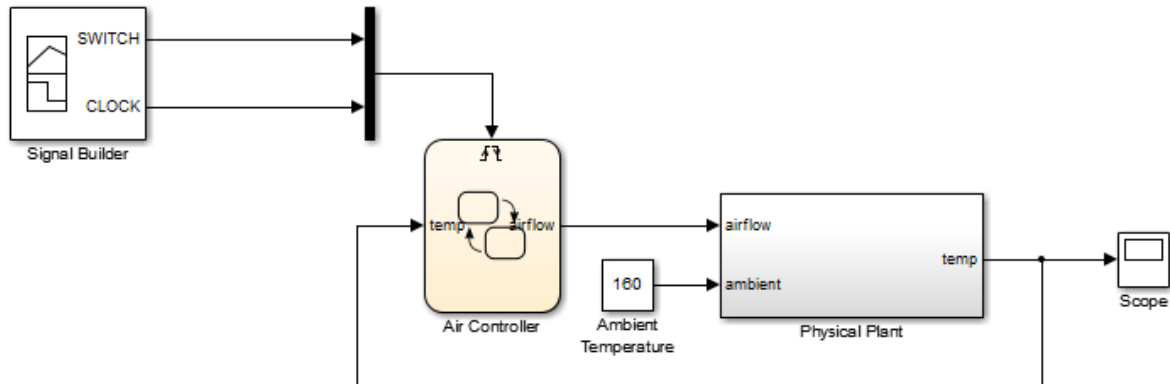 SWITCH
CLOCK
Signal Builder
temp
airflow
Air Controller
160
Ambient
Temperature
airflow
ambient
temp
Physical Plant
Scope